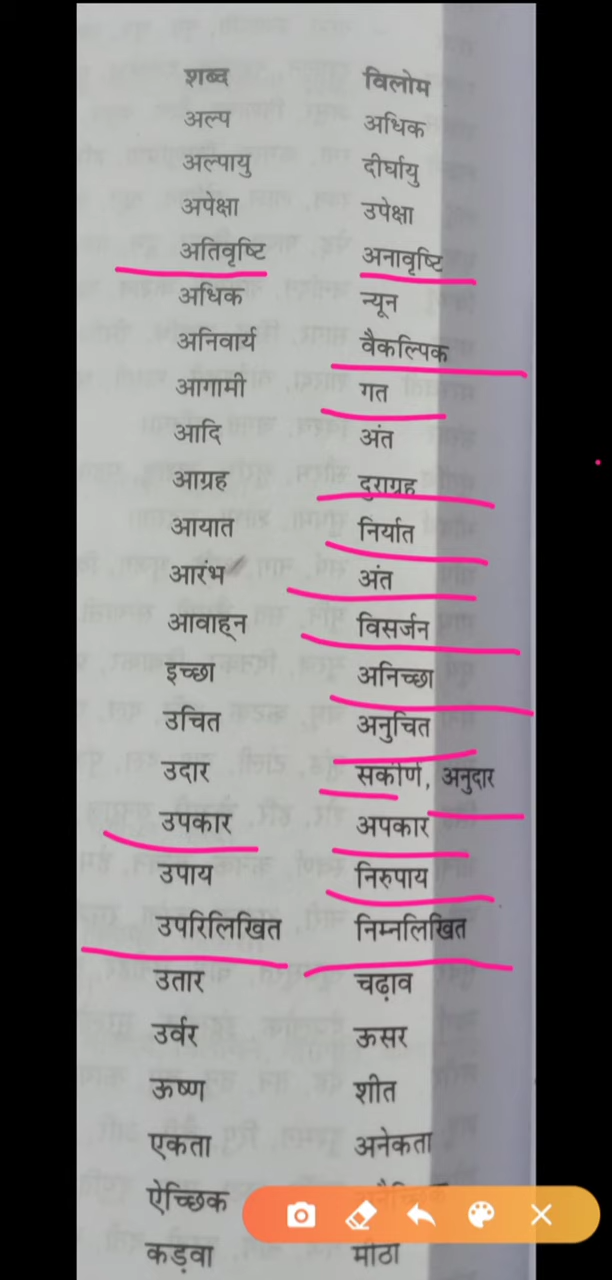 शब्द विलोम
अल्प अधिक
अल्पायु दीर्घायु
अपेक्षा उपेक्षा
अतिवृष्टि अनावृष्टि
अधिक न्यून
अनिवार्य वैकल्पिक
आगामी गत
आदि अंत
आग्रह दुराग्रह
आयात निर्यात
आरंभ अंत
आवाह्न विसर्जन
इच्छा अनिच्छा
उचित अनुचित
उदार सकीर्ण, अनुदार
उपकार अपकार
उपाय निरुपाय
उपरिलिखित निम्नलिखित
उतार चढ़ाव
उर्वर ऊसर
ऊष्ण शीत
एकता अनेकता
ऐच्छिक
कड़वा मीठा